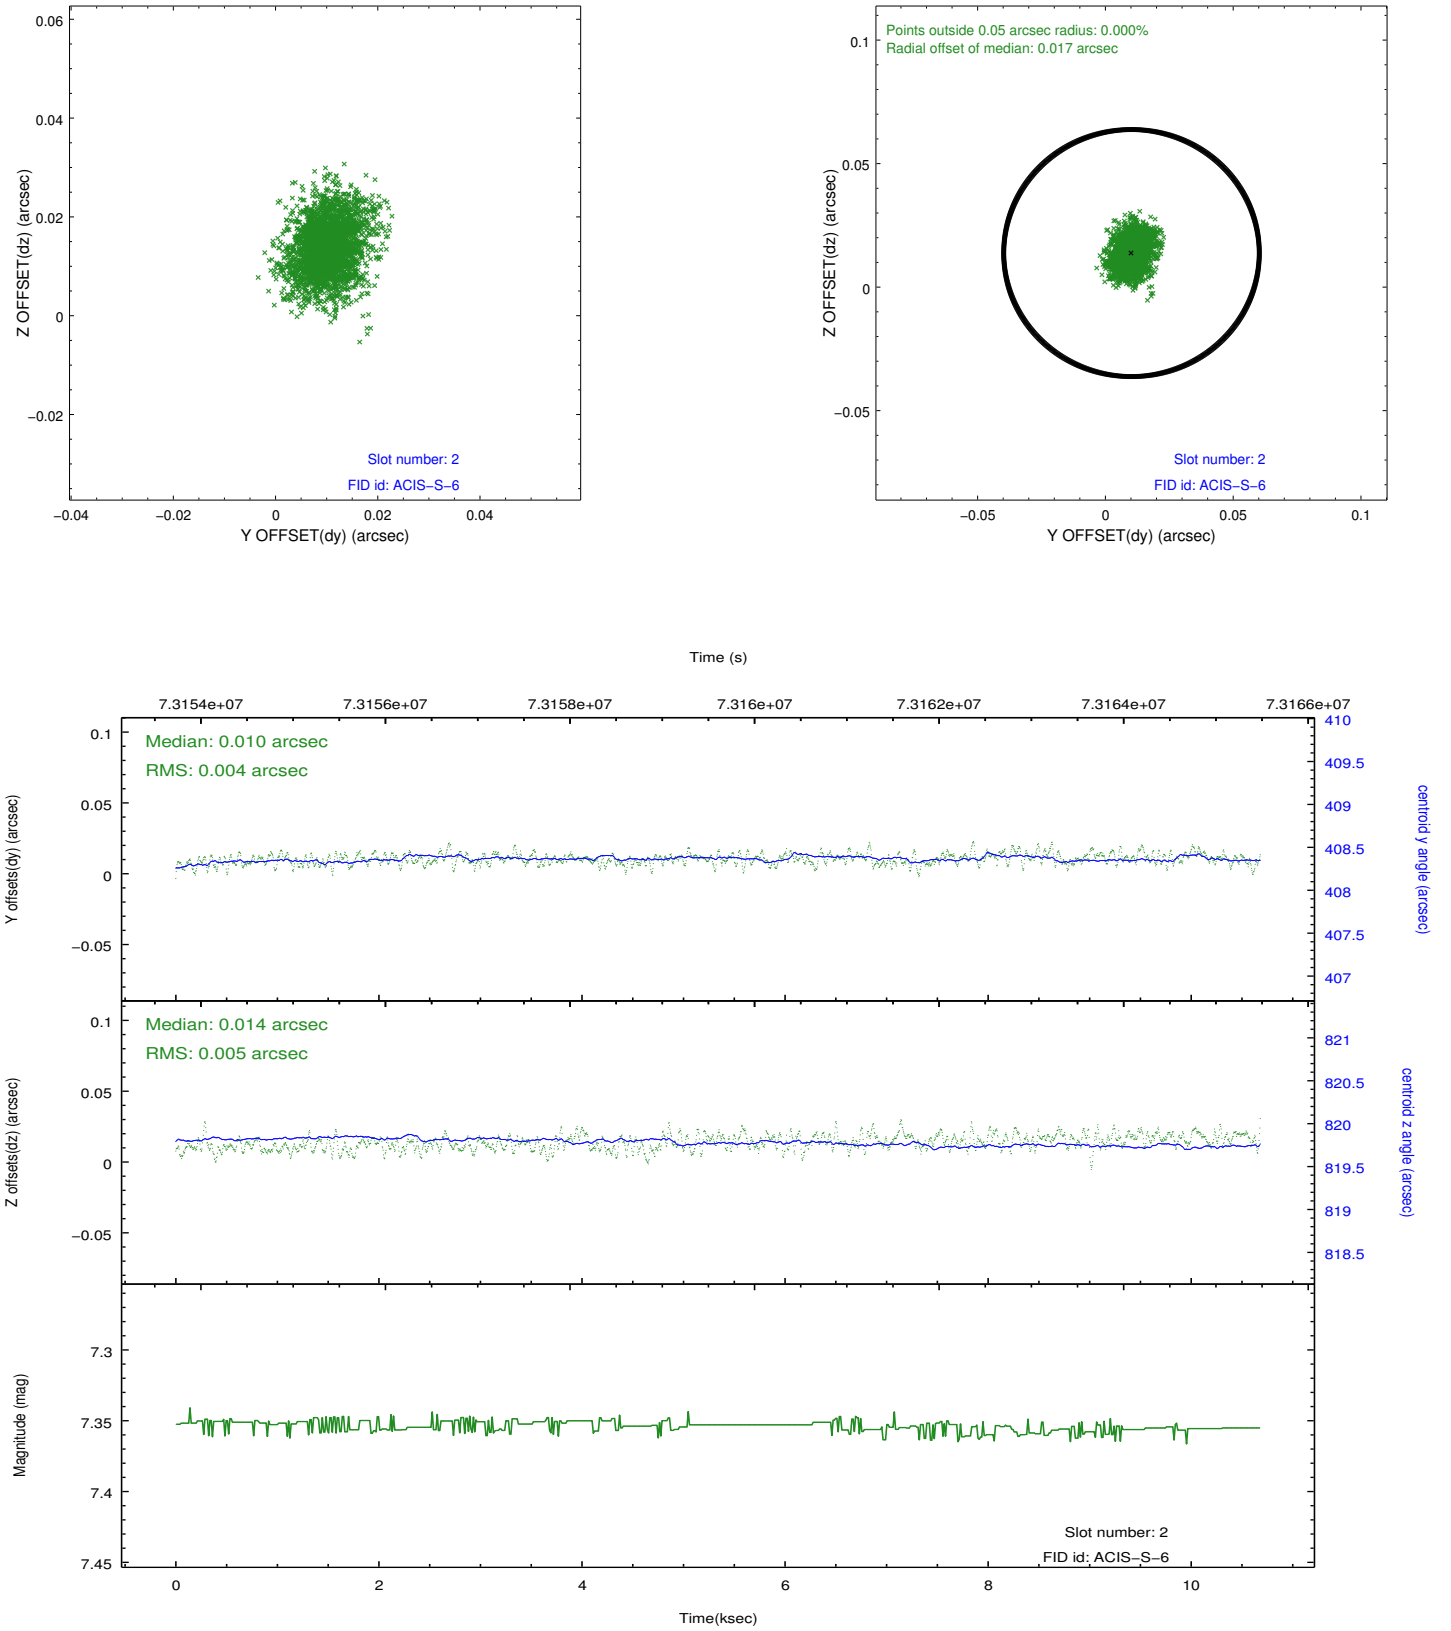 0.06
0.04
0.02
0
−0.02
Z OFFSET(dz) (arcsec)
Slot number: 2
FID id: ACIS−S−6
−0.04
−0.02
0
0.02
0.04
Y OFFSET(dy) (arcsec)
Points outside 0.05 arcsec radius: 0.000%
Radial offset of median: 0.017 arcsec
0.1
0.05
0
−0.05
Z OFFSET(dz) (arcsec)
Slot number: 2
FID id: ACIS−S−6
−0.05
0
0.05
0.1
Y OFFSET(dy) (arcsec)
Time (s)
7.3154e+07
7.3156e+07
7.3158e+07
7.316e+07
7.3162e+07
7.3164e+07
7.3166e+07
Median: 0.010 arcsec
RMS: 0.004 arcsec
0.1
0.05
0
−0.05
Y offsets(dy) (arcsec)
410
409.5
409
408.5
408
407.5
407
centroid y angle (arcsec)
Median: 0.014 arcsec
RMS: 0.005 arcsec
0.1
0.05
0
−0.05
Z offsets(dz) (arcsec)
821
820.5
820
819.5
819
818.5
centroid z angle (arcsec)
7.3
7.35
7.4
7.45
Magnitude (mag)
Slot number: 2
FID id: ACIS−S−6
0
2
4
6
8
10
Time(ksec)